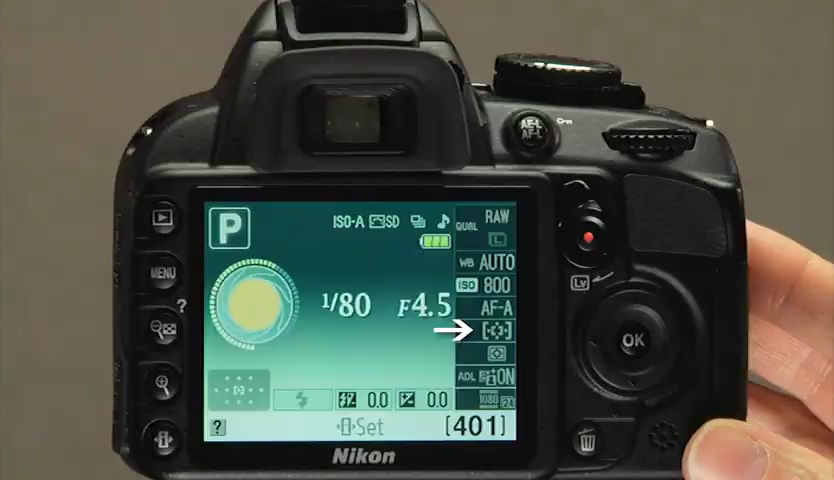 AE-L
AF-L
P
ISO-A SD
QUAL RAW
L
MENU
WB AUTO
ISO 800
1/80 F4.5
AF-A
Lv
OK
ADL ON
0.0 0.0
1080
? Set [401]
Nikon